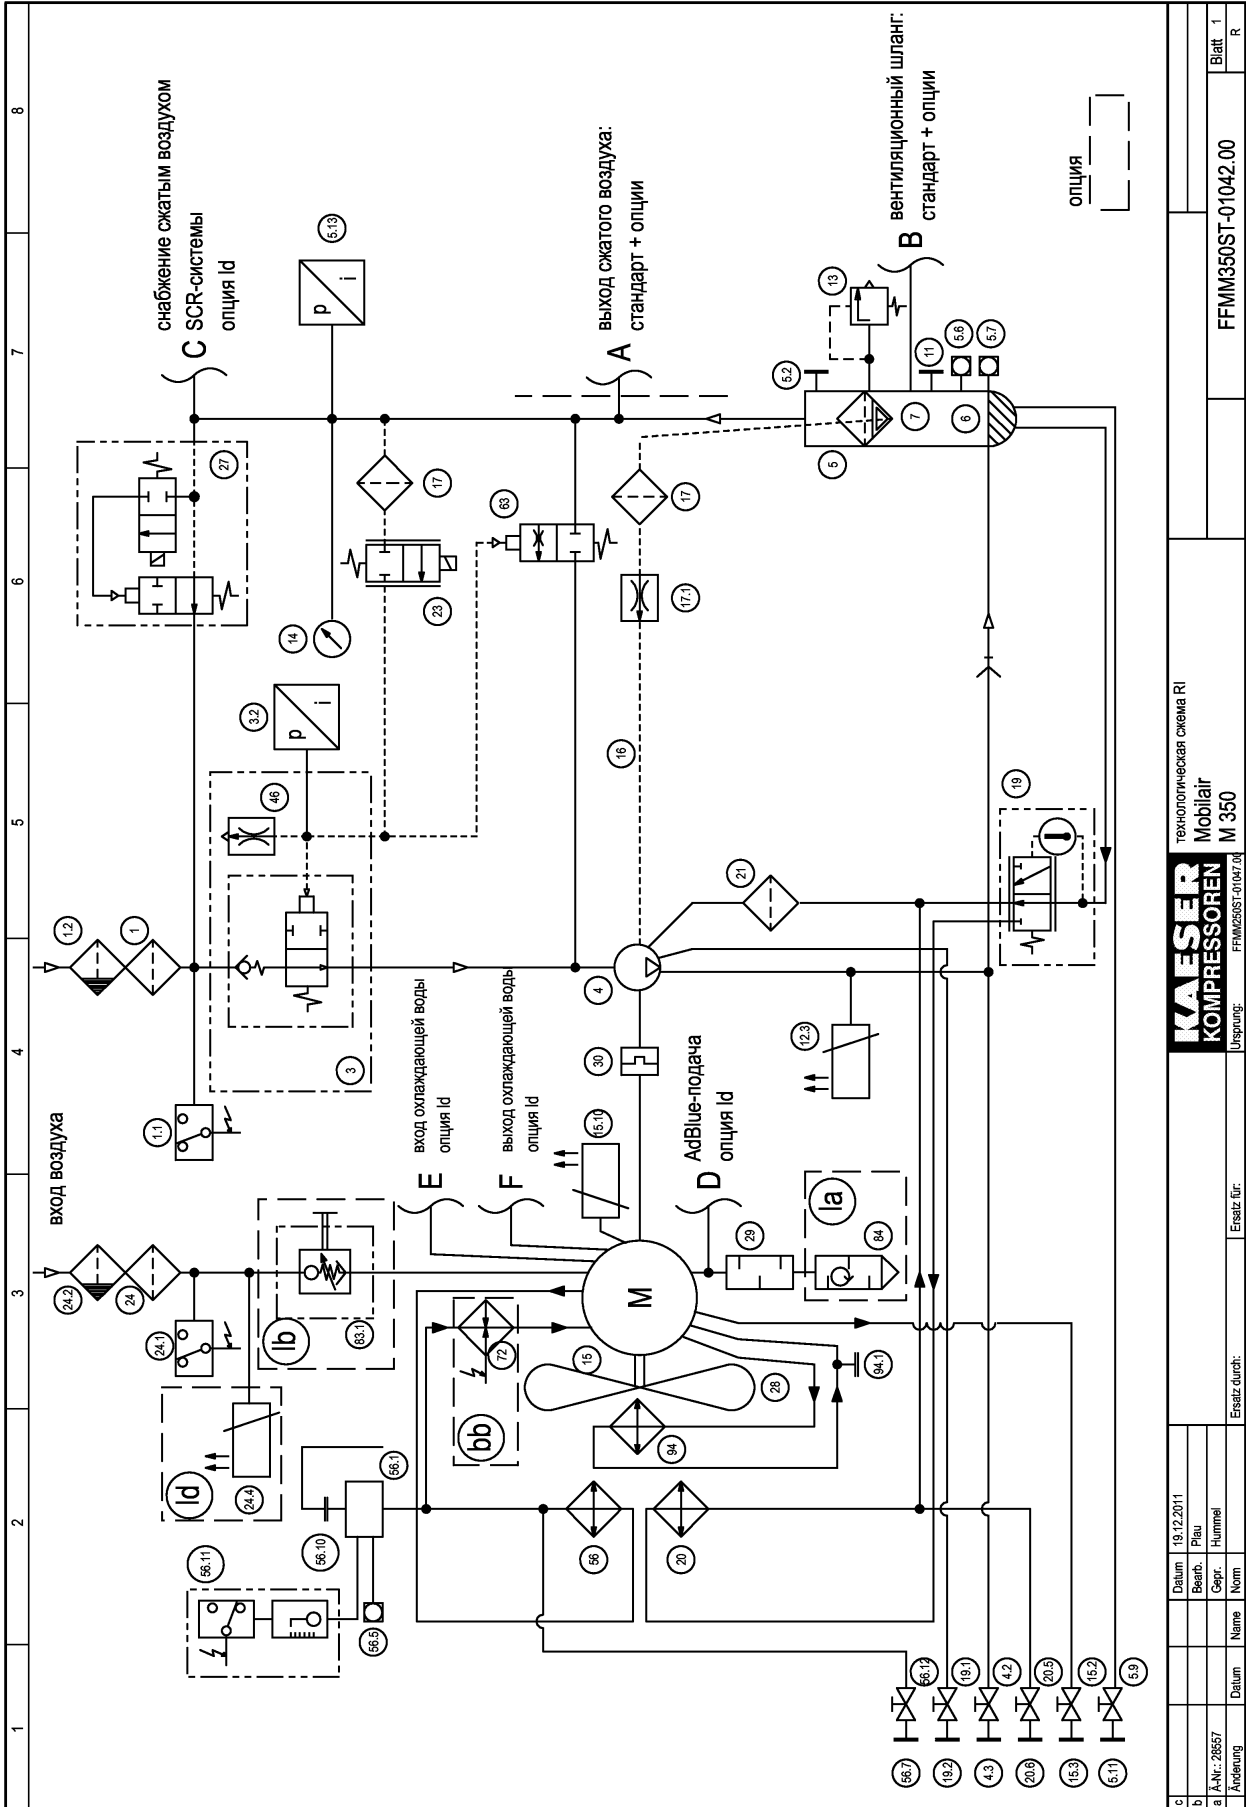 1
2
3
4
5
6
7
8
вход воздуха
снабжение сжатым воздухом
SCR-системы
опция ld
C
1.2
1
1.1
24.2
24
24.1
ld
24.4
lb
83.1
56.11
56.10
56.1
56.5
3
46
3.2
14
27
5.13
17
23
63
вход охлаждающей воды
опция ld
E
выход охлаждающей воды
опция ld
F
выход сжатого воздуха:
стандарт + опции
A
p
i
p
i
bb
72
15
28
94
94.1
56
20
M
15.10
30
4
16
17
17.1
AdBlue-подача
опция ld
D
29
la
84
12.3
21
19
5.2
5
7
6
13
11
5.6
5.7
вентиляционный шланг:
стандарт + опции
B
опция
56.12
19.1
4.2
20.5
15.2
5.9
56.7
19.2
4.3
20.6
15.3
5.11
c
b
a
Ä-Nr.: 28557
Änderung
Datum
Name
Datum
19.12.2011
Bearb.
Plau
Gepr.
Hummel
Norm
Ersatz durch:
Ersatz für:
KAESER
KOMPRESSOREN
Ursprung:
FFMM250ST-01047.00
технологическая схема RI
Mobilair
M 350
FFMM350ST-01042.00
Blatt 1
R